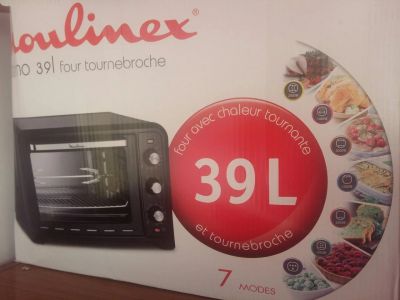 oulinex®
no 39l four tournebroche
four avec chaleur tournante
39 L
et tournebroche
7 MODES